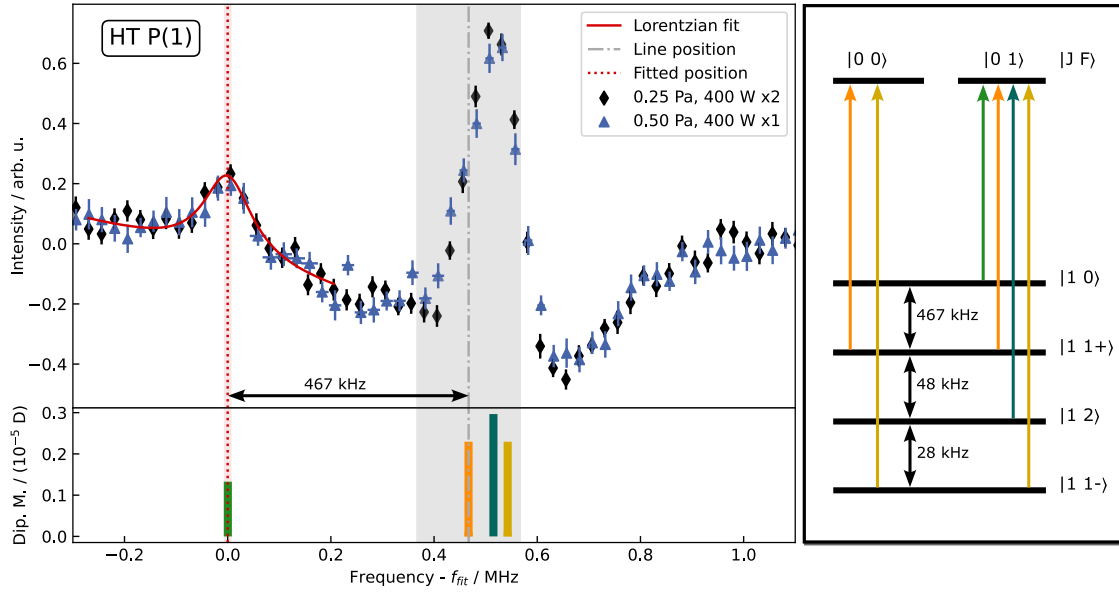 HT P(1)
Lorentzian fit
Line position
Fitted position
0.25 Pa, 400 W x2
0.50 Pa, 400 W x1
Intensity / arb. u.
0.6
0.4
0.2
0.0
−0.2
−0.4
467 kHz
Dip. M. / (10⁻⁵ D)
0.3
0.2
0.1
0.0
−0.2
0.0
0.2
0.4
0.6
0.8
1.0
Frequency - f_fit / MHz
|0 0⟩
|0 1⟩
|J F⟩
|1 0⟩
467 kHz
|1 1+⟩
48 kHz
|1 2⟩
28 kHz
|1 1-⟩